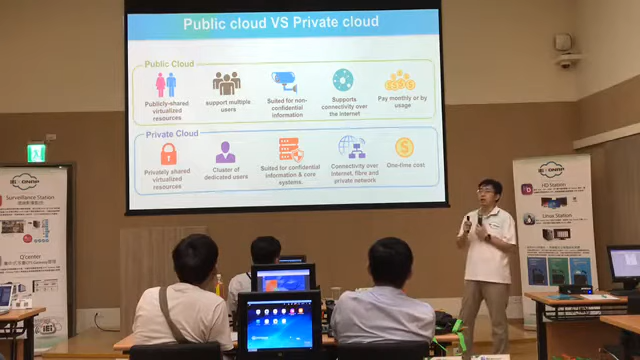 Public cloud VS Private cloud
Public Cloud
Publicly-shared
virtualized
resources
support multiple
users
Suited for non-
confidential
information
Supports
connectivity over
the internet
Pay monthly or by
usage
Private Cloud
Privately shared
virtualized
resources
Cluster of
dedicated users
Suited for confidential
information & core
systems.
Connectivity over
internet, fibre and
private network
One-time cost
Surveillance Station
Q'center
HD Station
Linux Station